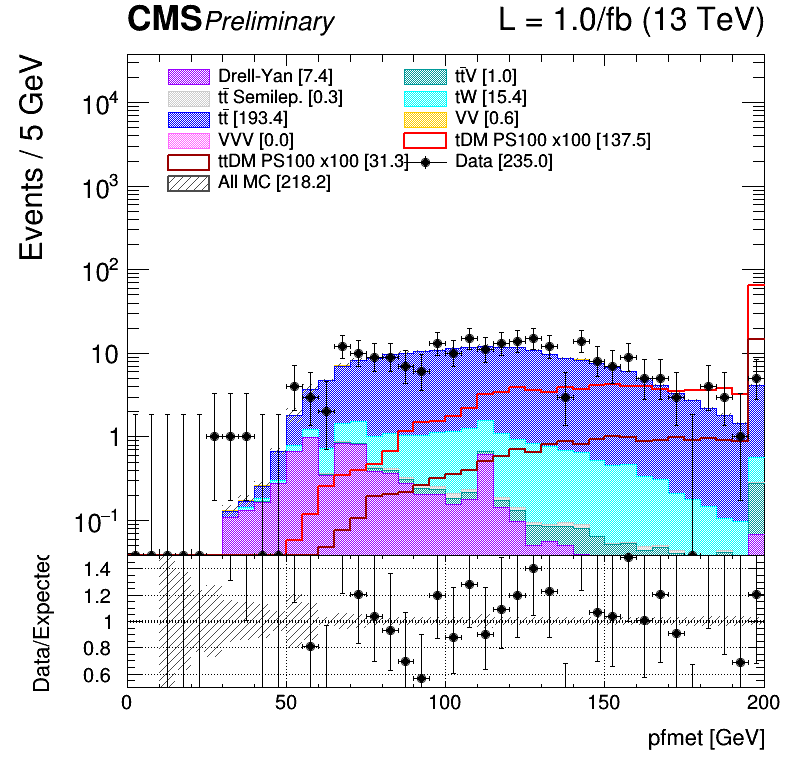 CMS Preliminary L = 1.0/fb (13 TeV)
Events / 5 GeV
Drell-Yan [7.4] tt̄V [1.0]
tt̄ Semilep. [0.3] tW [15.4]
tt̄ [193.4] VV [0.6]
VVV [0.0] tDM PS100 x100 [137.5]
ttDM PS100 x100 [31.3] Data [235.0]
All MC [218.2]
10⁴
10³
10²
10
1
10⁻¹
Data/Expected
1.4
1.2
1
0.8
0.6
0 50 100 150 200
pfmet [GeV]